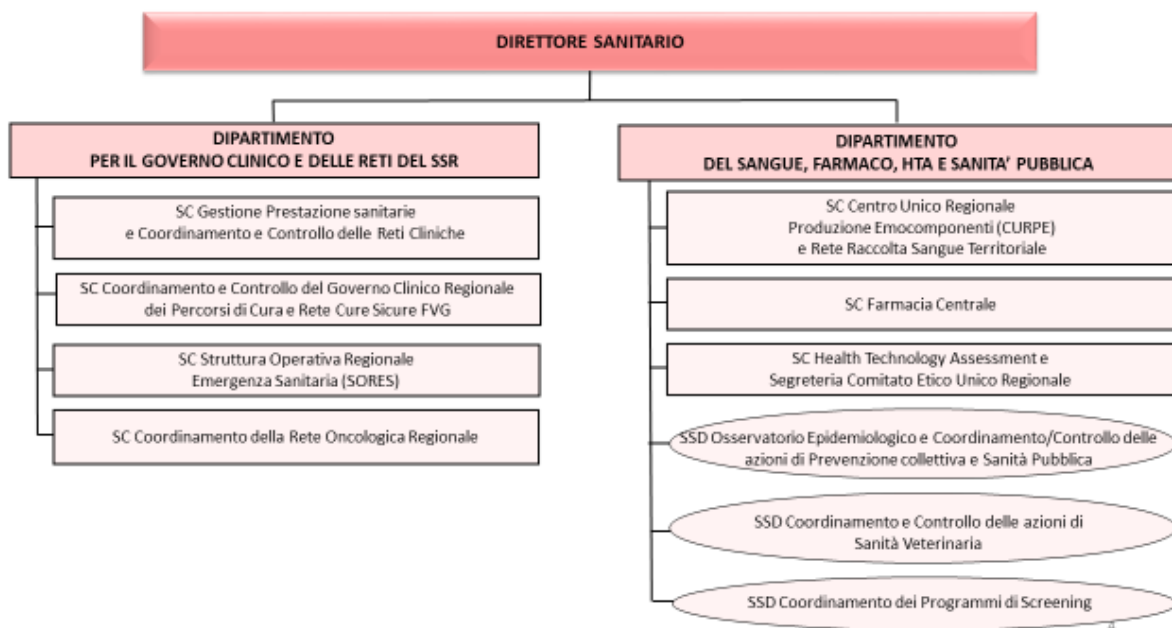 DIRETTORE SANITARIO
DIPARTIMENTO
PER IL GOVERNO CLINICO E DELLE RETI DEL SSR
SC Gestione Prestazione sanitarie
e Coordinamento e Controllo delle Reti Cliniche
SC Coordinamento e Controllo del Governo Clinico Regionale
dei Percorsi di Cura e Rete Cure Sicure FVG
SC Struttura Operativa Regionale
Emergenza Sanitaria (SORES)
SC Coordinamento della Rete Oncologica Regionale
DIPARTIMENTO
DEL SANGUE, FARMACO, HTA E SANITA' PUBBLICA
SC Centro Unico Regionale
Produzione Emocomponenti (CURPE)
e Rete Raccolta Sangue Territoriale
SC Farmacia Centrale
SC Health Technology Assessment e
Segreteria Comitato Etico Unico Regionale
SSD Osservatorio Epidemiologico e Coordinamento/Controllo delle
azioni di Prevenzione collettiva e Sanità Pubblica
SSD Coordinamento e Controllo delle azioni di
Sanità Veterinaria
SSD Coordinamento dei Programmi di Screening